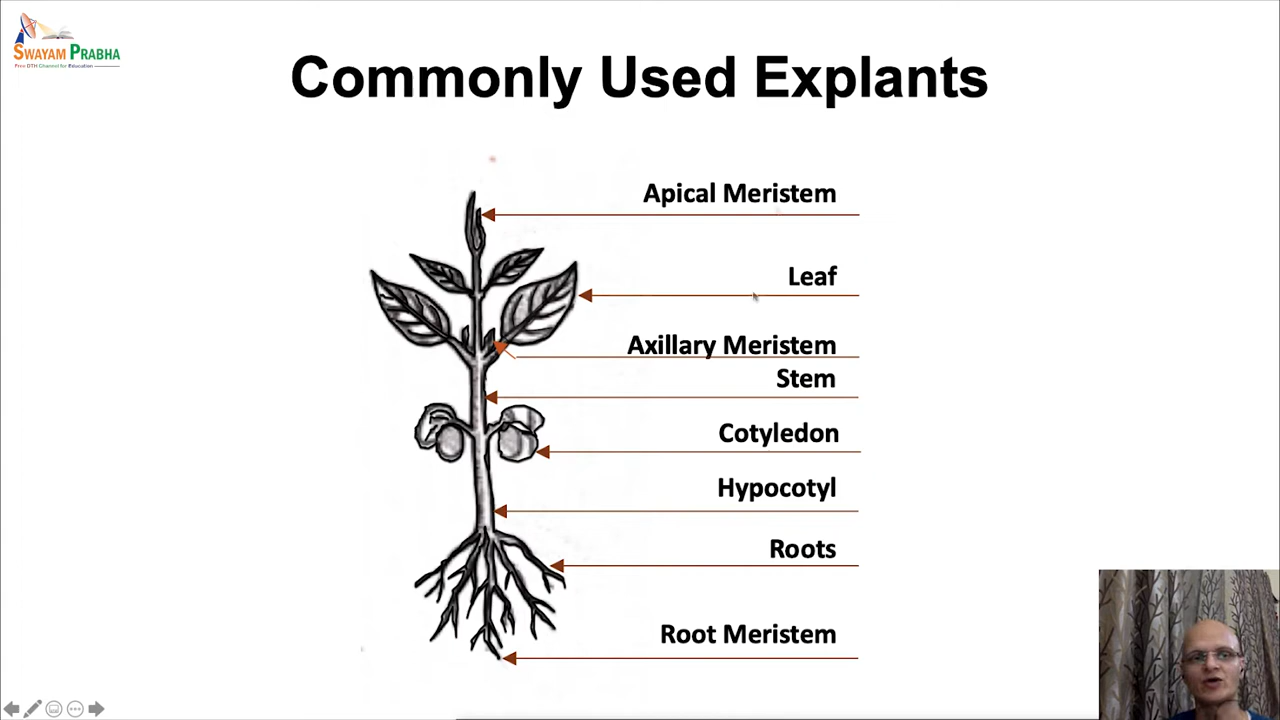 SWAYAM PRABHA
Free DTH Channel for Education
Commonly Used Explants
Apical Meristem
Leaf
Axillary Meristem
Stem
Cotyledon
Hypocotyl
Roots
Root Meristem